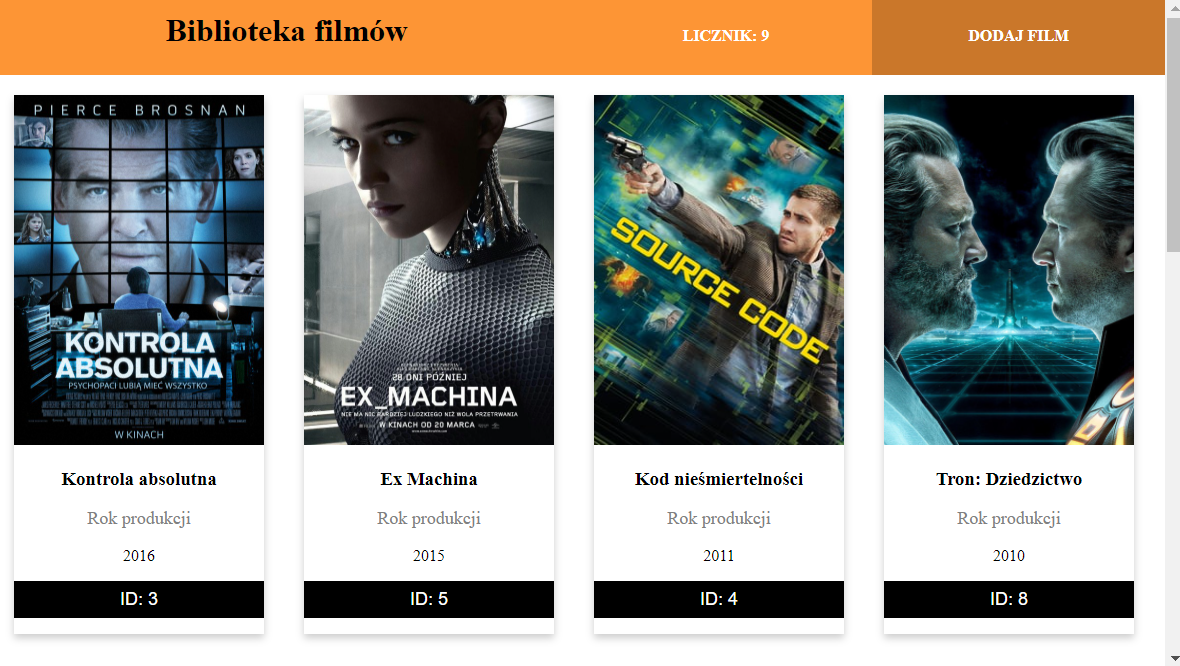 Biblioteka filmów
LICZNIK: 9
DODAJ FILM
PIERCE BROSNAN
KONTROLA
ABSOLUTNA
PSYCHOPACI LUBIĄ MIEĆ WSZYSTKO
W KINACH
28 DNI PÓŹNIEJ
EX_MACHINA
NIE MA NIC BARDZIEJ LUDZKIEGO NIŻ WOLA PRZETRWANIA
W KINACH OD 20 MARCA
SOURCE CODE
Kontrola absolutna
Rok produkcji
2016
ID: 3
Ex Machina
Rok produkcji
2015
ID: 5
Kod nieśmiertelności
Rok produkcji
2011
ID: 4
Tron: Dziedzictwo
Rok produkcji
2010
ID: 8